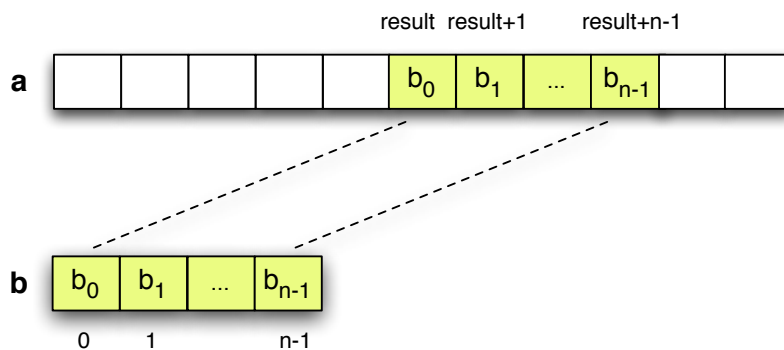 result result+1 result+n-1
a b₀ b₁ ... bₙ₋₁
b b₀ b₁ ... bₙ₋₁
0 1 n-1